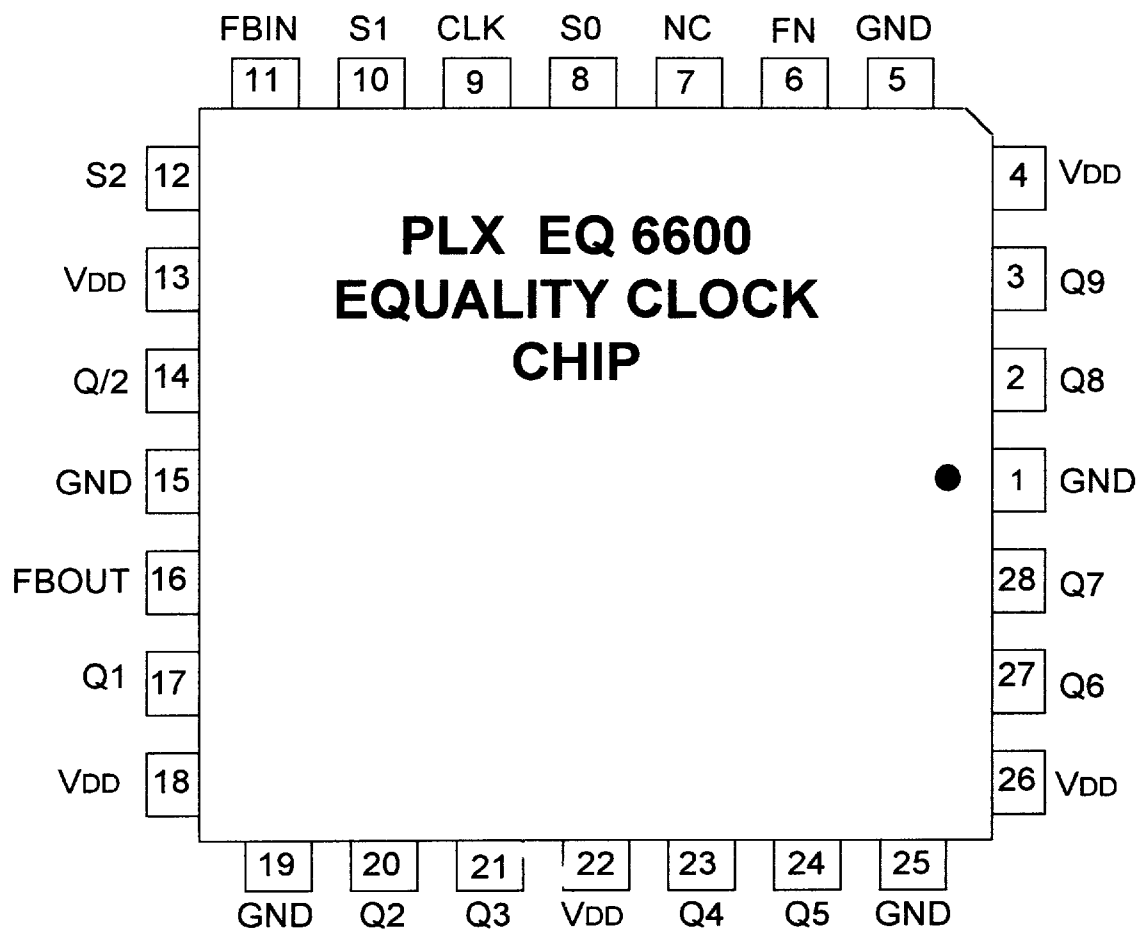 FBIN S1 CLK S0 NC FN GND
11 10 9 8 7 6 5
S2 12 4 VDD
PLX EQ 6600
VDD 13 3 Q9
EQUALITY CLOCK
CHIP
Q/2 14 2 Q8
GND 15 1 GND
FBOUT 16 28 Q7
Q1 17 27 Q6
VDD 18 26 VDD
19 20 21 22 23 24 25
GND Q2 Q3 VDD Q4 Q5 GND